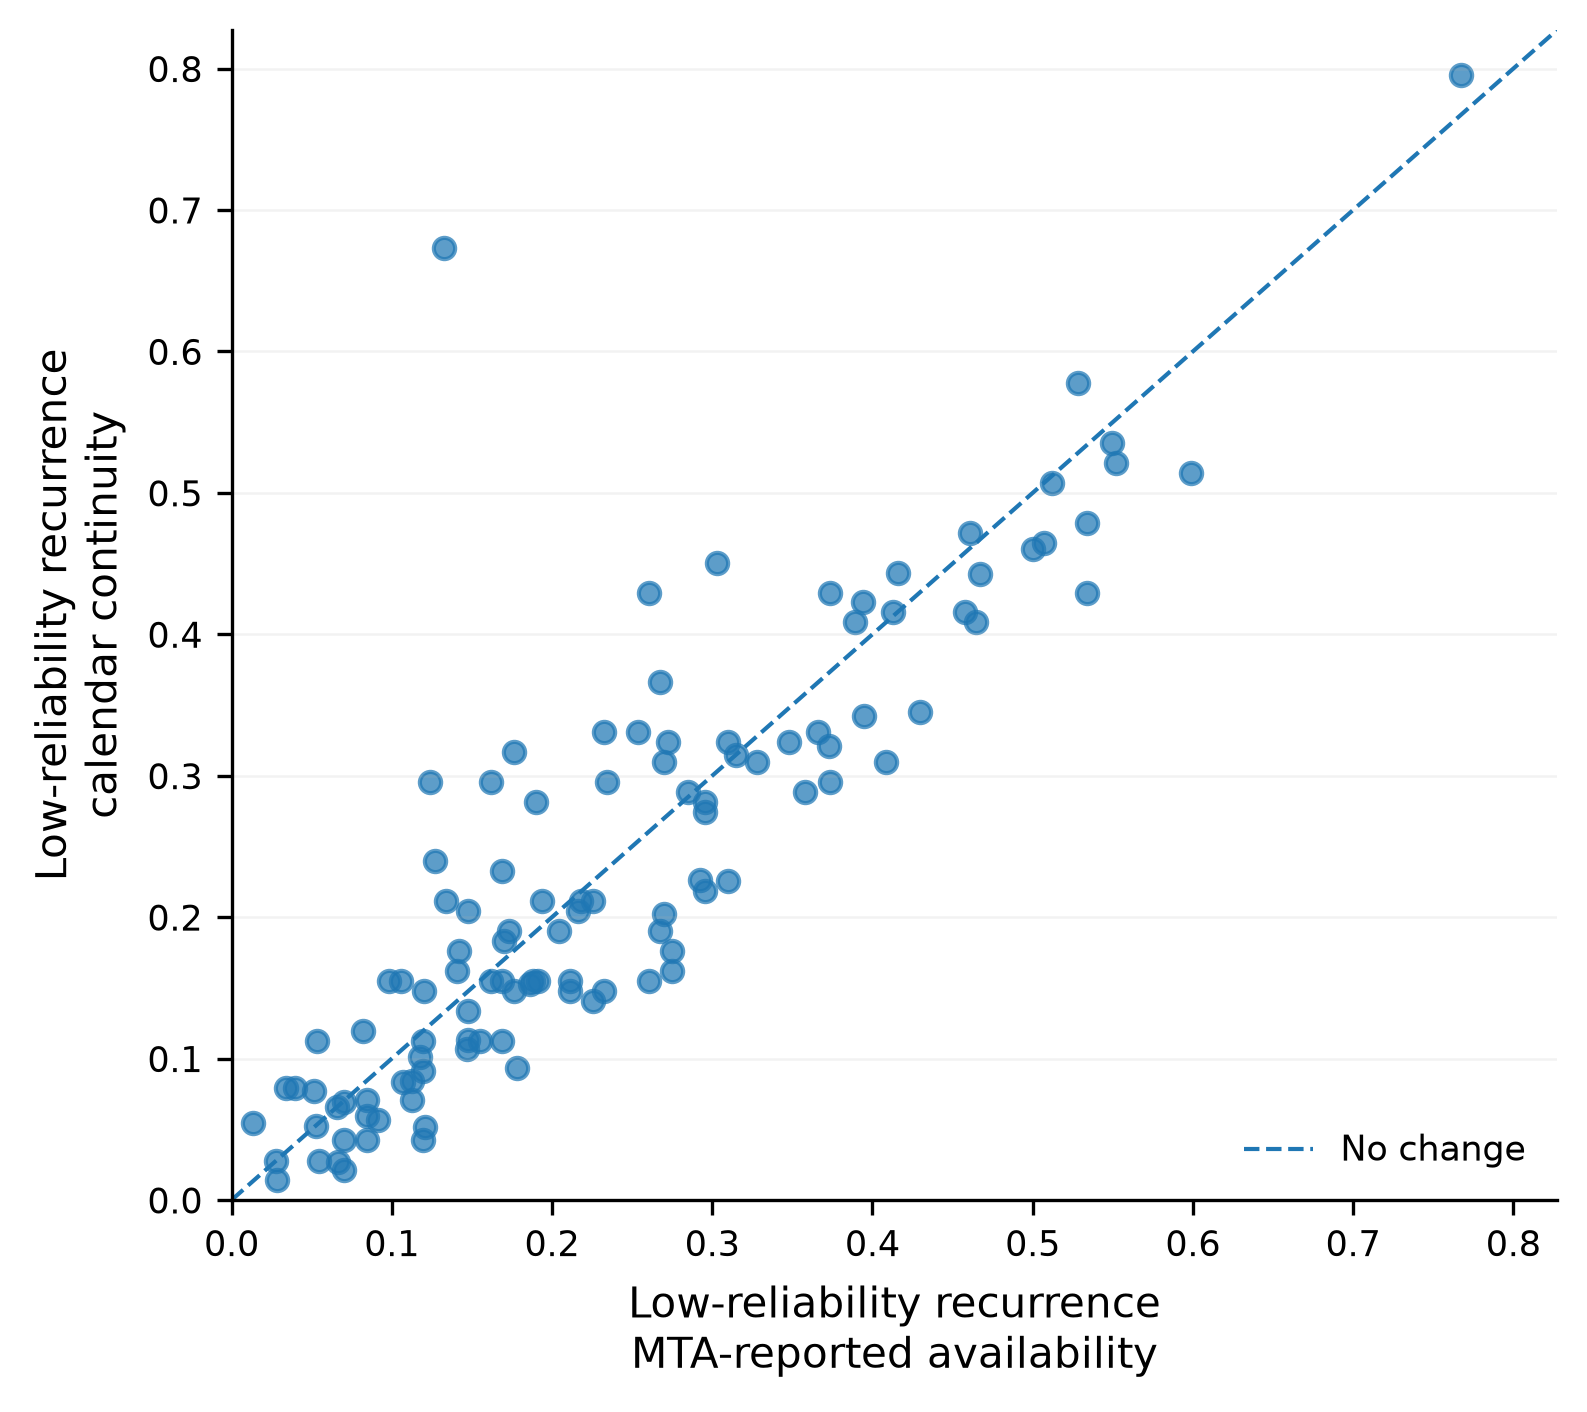 Low-reliability recurrence
calendar continuity
0.8
0.7
0.6
0.5
0.4
0.3
0.2
0.1
0.0
No change
0.0 0.1 0.2 0.3 0.4 0.5 0.6 0.7 0.8
Low-reliability recurrence
MTA-reported availability